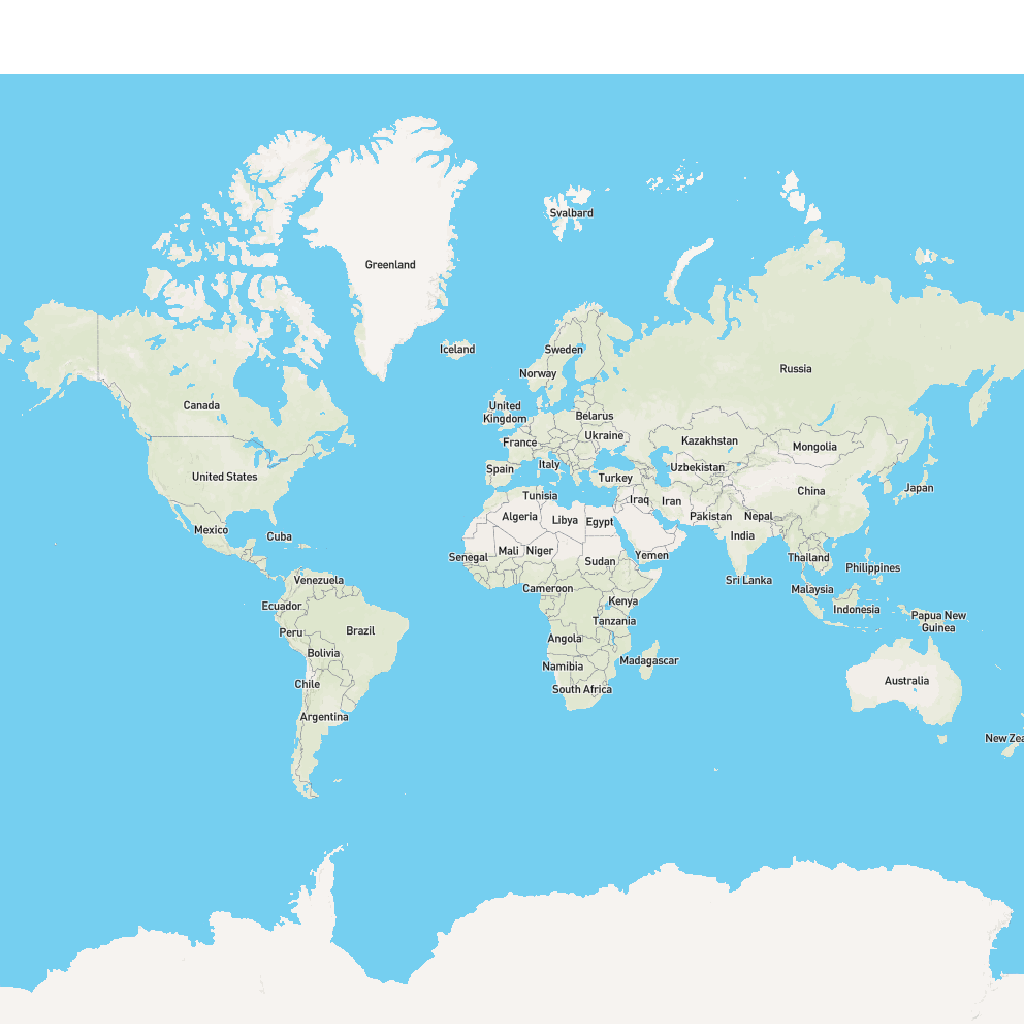 Svalbard
Greenland
Iceland
Sweden
Norway
Russia
Canada
United
Kingdom
Belarus
Ukraine
France
Kazakhstan
Mongolia
Italy
Spain
Uzbekistan
United States
Turkey
China
Japan
Tunisia
Iraq
Iran
Algeria
Libya
Egypt
Pakistan
Nepal
Mexico
Cuba
India
Senegal
Mali
Niger
Yemen
Sudan
Thailand
Philippines
Venezuela
Cameroon
Sri Lanka
Malaysia
Ecuador
Kenya
Indonesia
Papua New
Guinea
Tanzania
Peru
Brazil
Angola
Bolivia
Namibia
Madagascar
Chile
South Africa
Australia
Argentina
New Zea